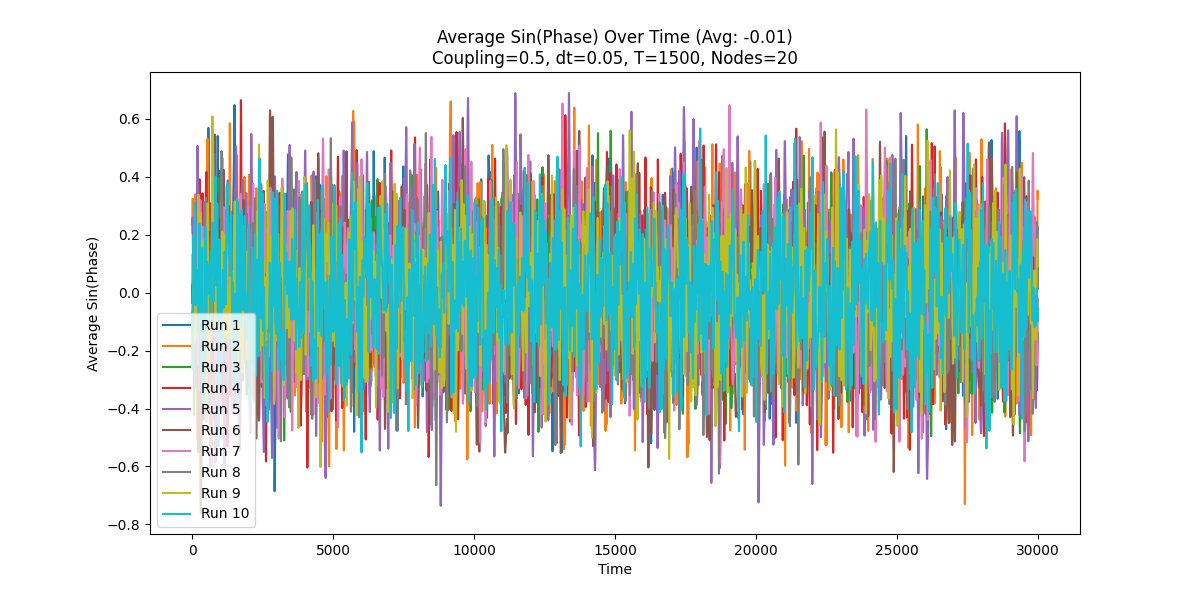 Average Sin(Phase) Over Time (Avg: -0.01)
Coupling=0.5, dt=0.05, T=1500, Nodes=20
Average Sin(Phase)
0.6
0.4
0.2
0.0
−0.2
−0.4
−0.6
−0.8
Run 1
Run 2
Run 3
Run 4
Run 5
Run 6
Run 7
Run 8
Run 9
Run 10
0 5000 10000 15000 20000 25000 30000
Time